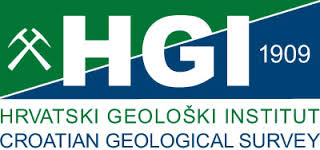 HGI 1909
HRVATSKI GEOLOŠKI INSTITUT
CROATIAN GEOLOGICAL SURVEY